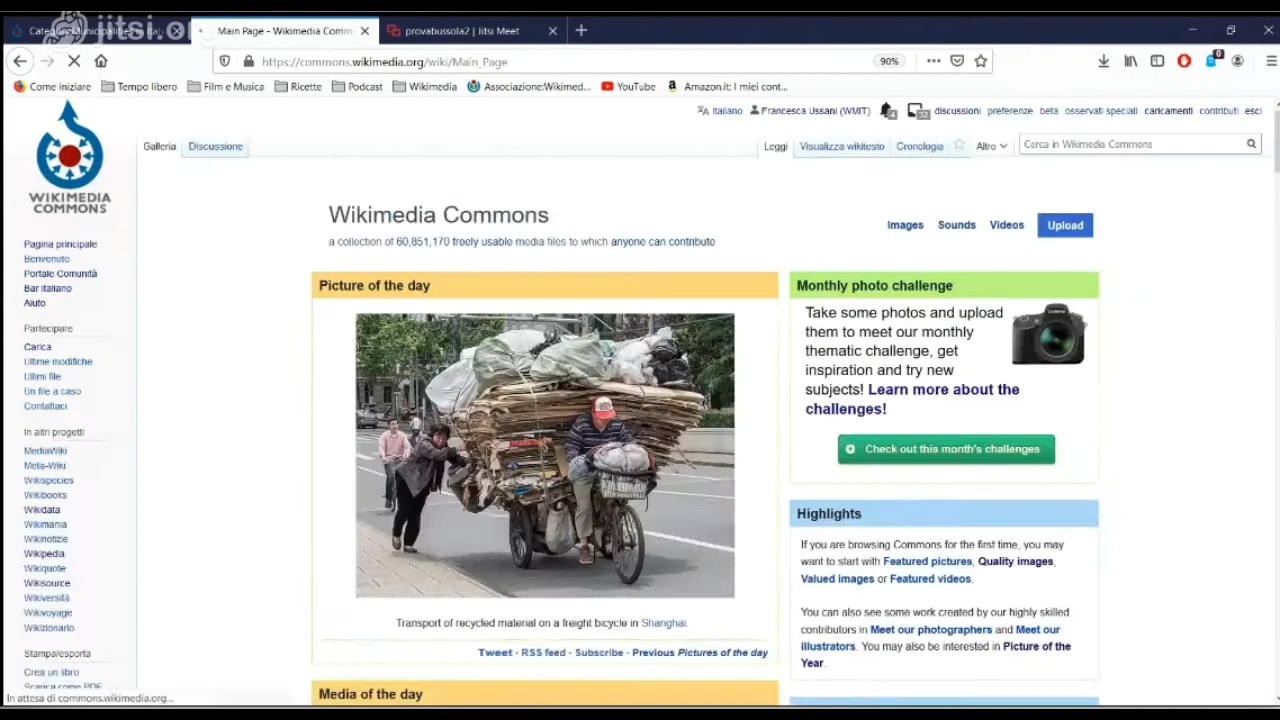 jitsi.org
Category:Municipalities in Italy
Main Page - Wikimedia Comm
provabussola2 | Jitsi Meet
https://commons.wikimedia.org/wiki/Main_Page
90%
0
Come iniziare
Tempo libero
Film e Musica
Ricette
Podcast
Wikimedia
Associazione:Wikimed...
YouTube
Amazon.it: I miei cont...
Italiano
Francesca Ussani (WMIT)
4
32
discussioni
preferenze
beta
osservati speciali
caricamenti
contributi
esci
Galleria
Discussione
Leggi
Visualizza wikitesto
Cronologia
Altro
Cerca in Wikimedia Commons
WIKIMEDIA
COMMONS
Pagina principale
Benvenuto
Portale Comunità
Bar italiano
Aiuto
Partecipare
Carica
Ultime modifiche
Ultimi file
Un file a caso
Contattaci
In altri progetti
MediaWiki
Meta-Wiki
Wikispecies
Wikibooks
Wikidata
Wikimania
Wikinotizie
Wikipedia
Wikiquote
Wikisource
Wikiversità
Wikivoyage
Wikizionario
Stampa/esporta
Crea un libro
Scarica come PDF
In attesa di commons.wikimedia.org...
Wikimedia Commons
a collection of 60,851,170 freely usable media files to which anyone can contribute
Images
Sounds
Videos
Upload
Picture of the day
Transport of recycled material on a freight bicycle in Shanghai.
Tweet · RSS feed · Subscribe · Previous Pictures of the day
Media of the day
Monthly photo challenge
Take some photos and upload
them to meet our monthly
thematic challenge, get
inspiration and try new
subjects! Learn more about the
challenges!
Check out this month's challenges
Highlights
If you are browsing Commons for the first time, you may
want to start with Featured pictures, Quality images,
Valued images or Featured videos.
You can also see some work created by our highly skilled
contributors in Meet our photographers and Meet our
illustrators. You may also be interested in Picture of the
Year.